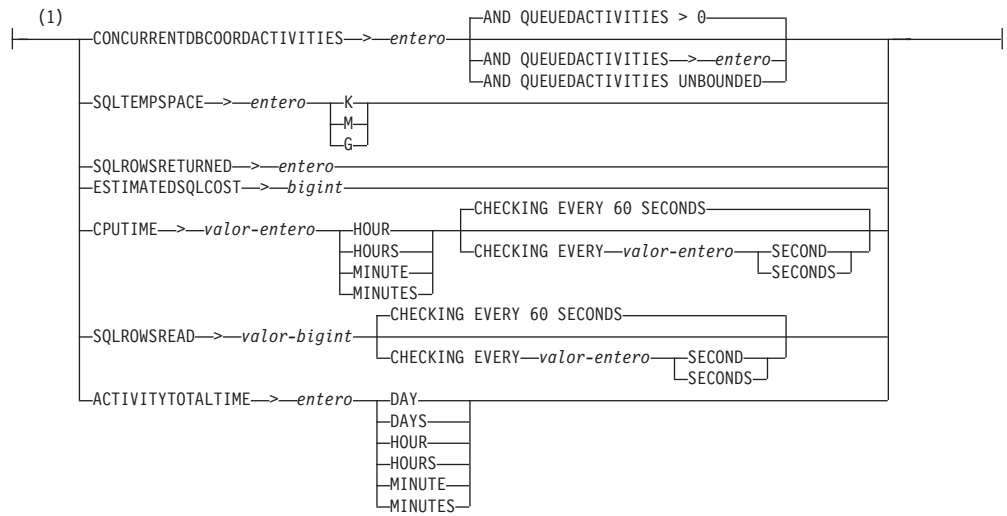 (1)
AND QUEUEDACTIVITIES > 0
CONCURRENTDBCOORDACTIVITIES > entero
AND QUEUEDACTIVITIES > entero
AND QUEUEDACTIVITIES UNBOUNDED
SQLTEMPSPACE > entero K
M
G
SQLROWSRETURNED > entero
ESTIMATEDSQLCOST > bigint
CHECKING EVERY 60 SECONDS
CPUTIME > valor-entero HOUR
HOURS
MINUTE
MINUTES
CHECKING EVERY valor-entero SECOND
SECONDS
CHECKING EVERY 60 SECONDS
SQLROWSREAD > valor-bigint
CHECKING EVERY valor-entero SECOND
SECONDS
ACTIVITYTOTALTIME > entero DAY
DAYS
HOUR
HOURS
MINUTE
MINUTES